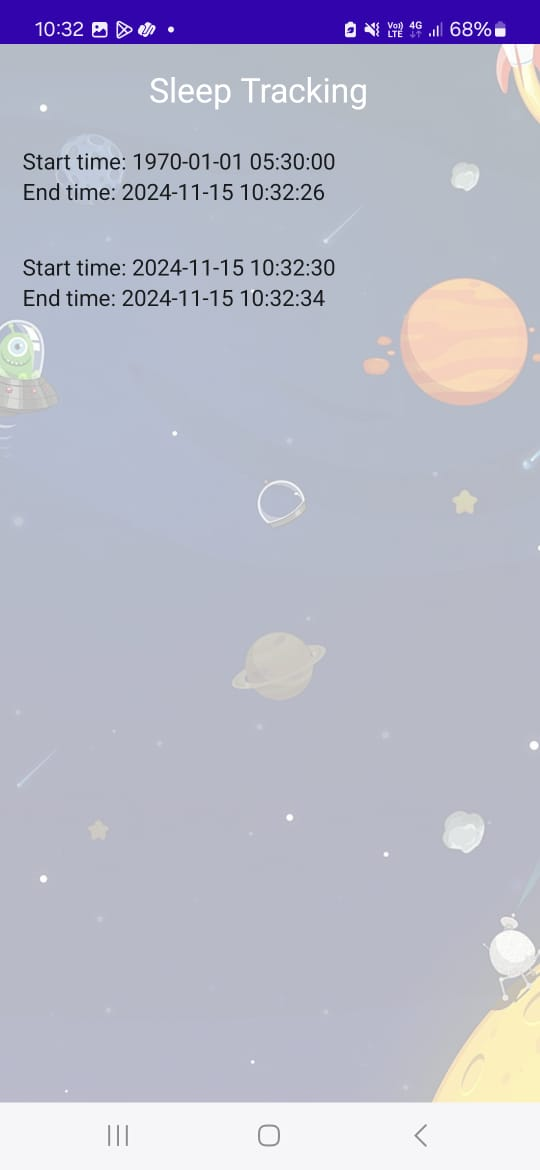 10:32
Vo))
LTE
4G
68%
Sleep Tracking
Start time: 1970-01-01 05:30:00
End time: 2024-11-15 10:32:26
Start time: 2024-11-15 10:32:30
End time: 2024-11-15 10:32:34